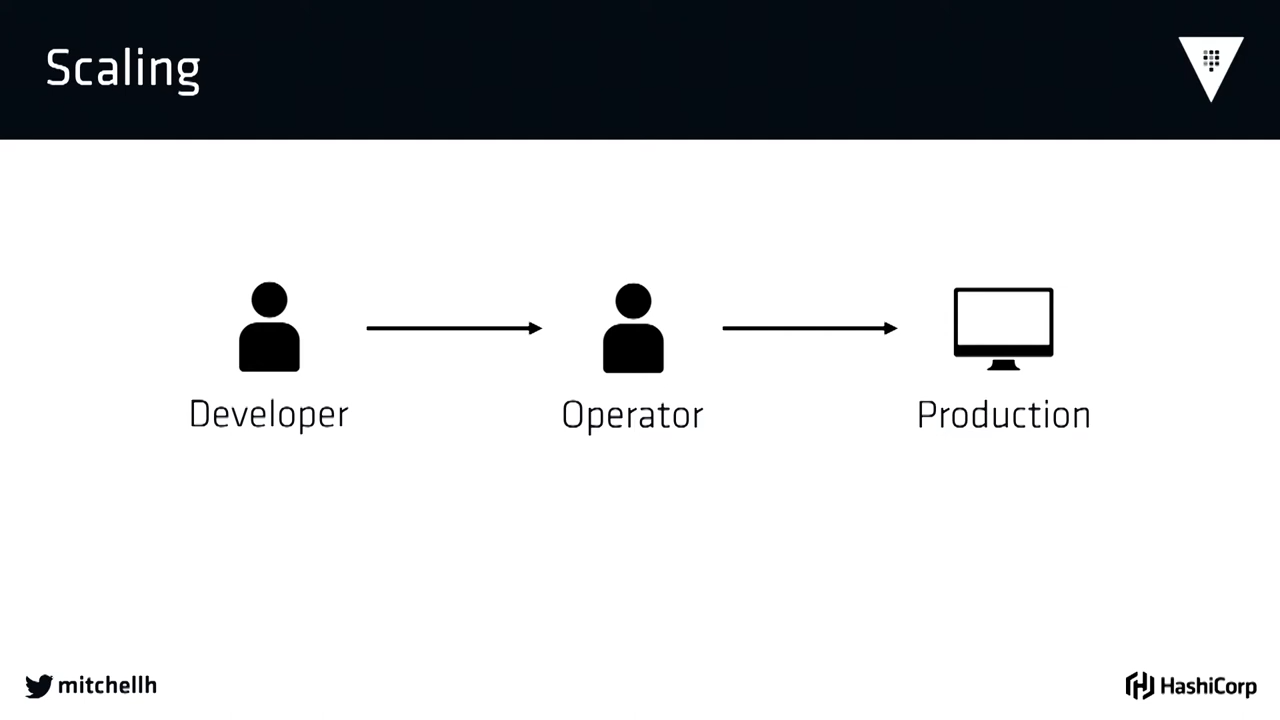 Scaling
Developer
Operator
Production
mitchellh
HashiCorp